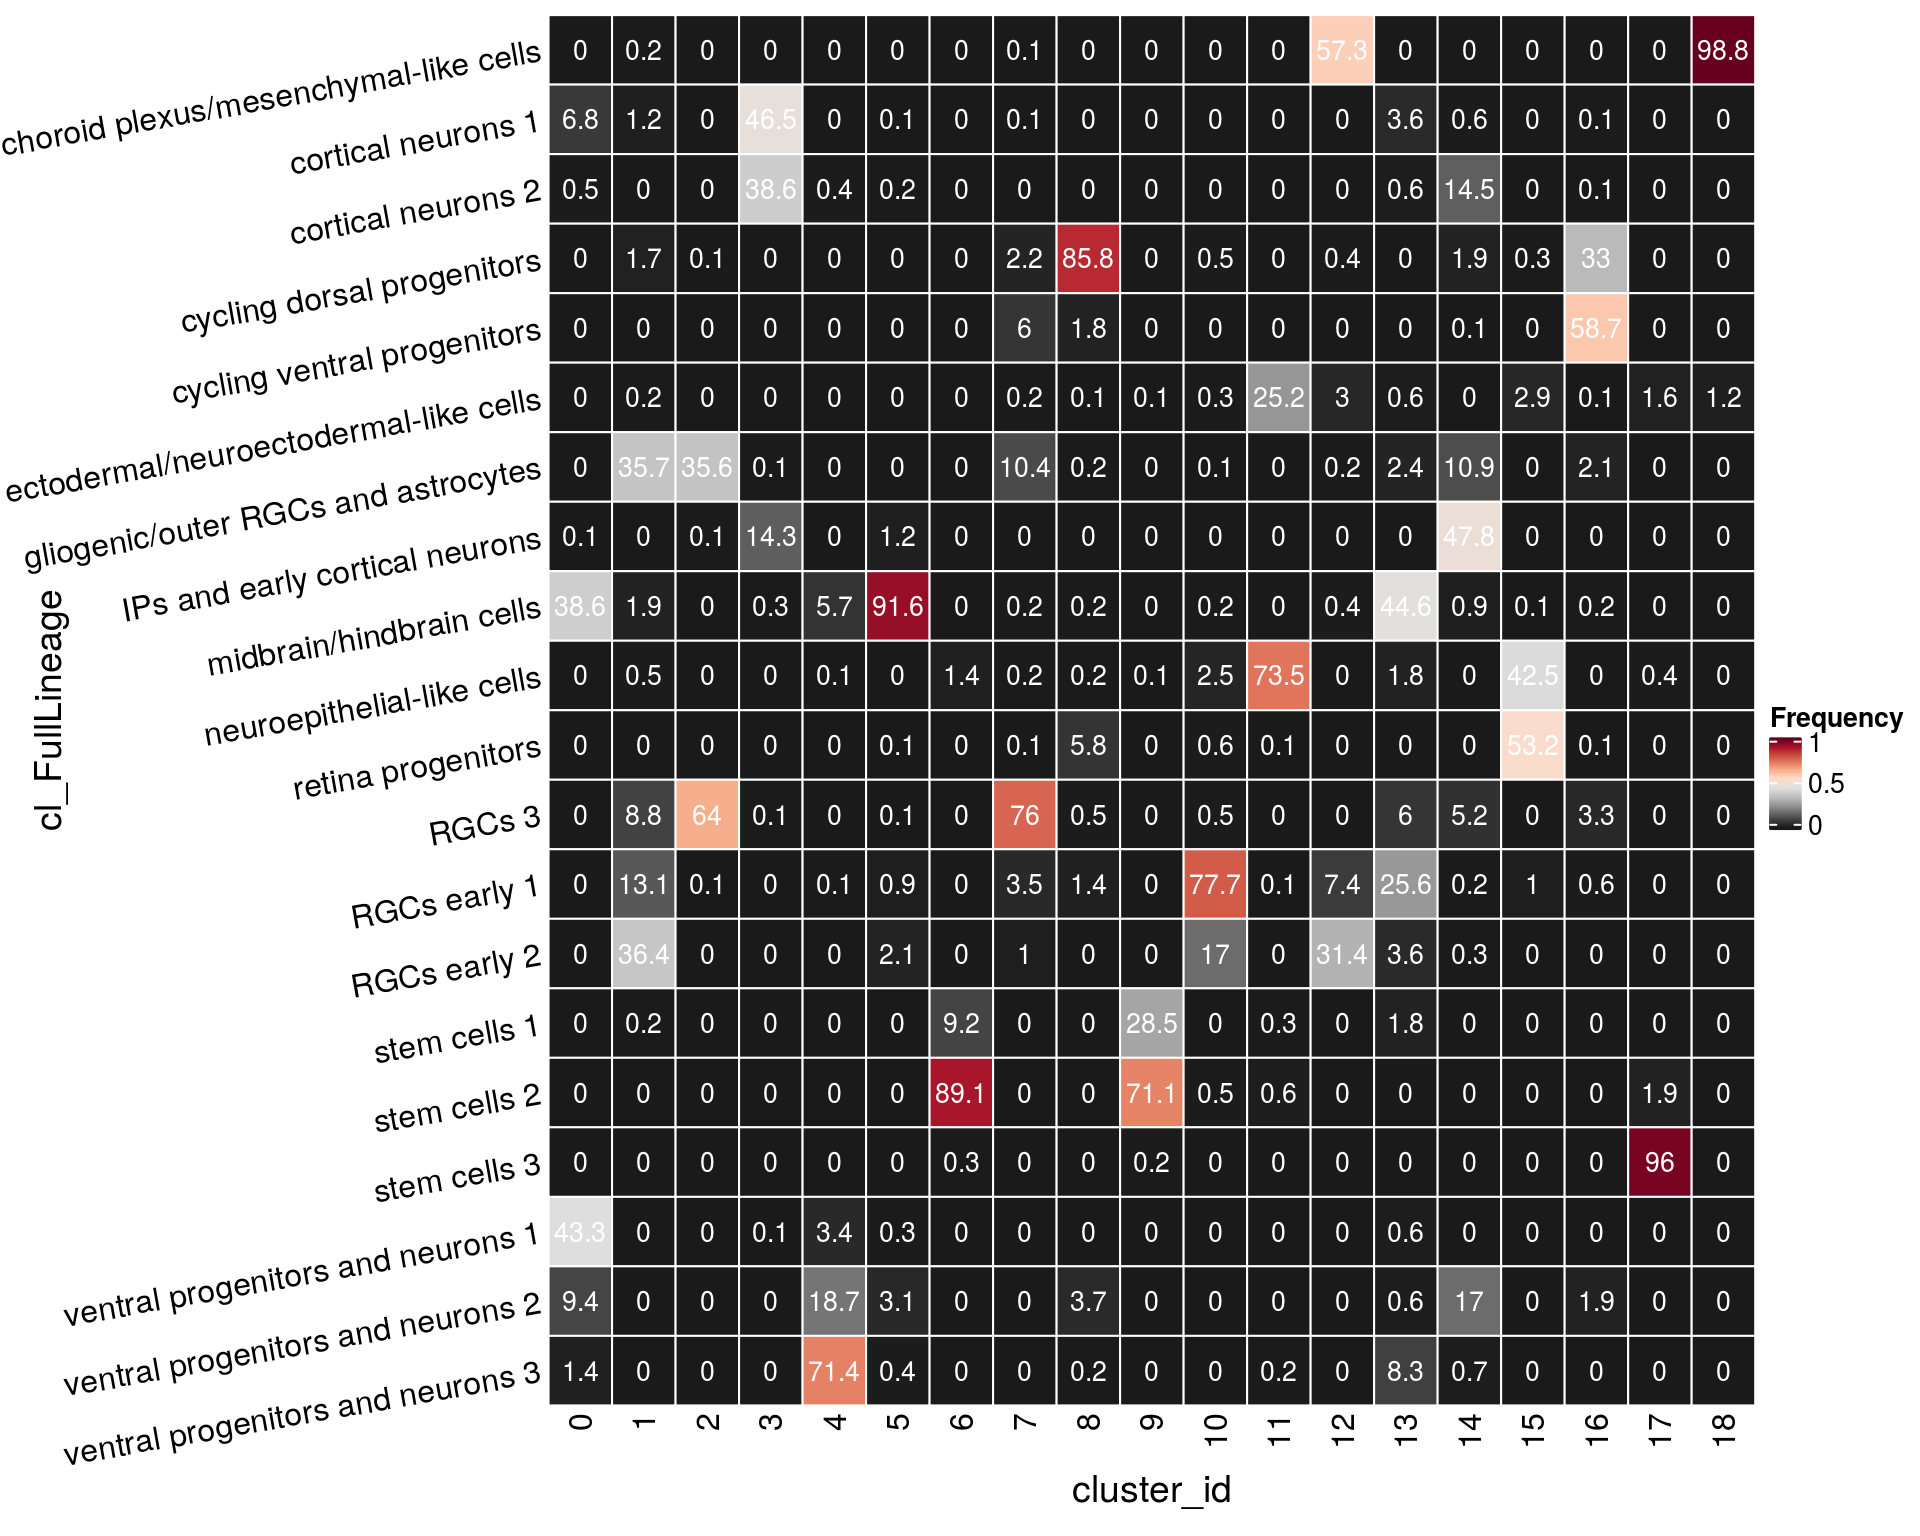 choroid plexus/mesenchymal-like cells 0 0.2 0 0 0 0 0 0.1 0 0 0 0 57.3 0 0 0 0 0 98.8
cortical neurons 1 6.8 1.2 0 46.5 0 0.1 0 0.1 0 0 0 0 0 3.6 0.6 0 0.1 0 0
cortical neurons 2 0.5 0 0 38.6 0.4 0.2 0 0 0 0 0 0 0 0.6 14.5 0 0.1 0 0
cycling dorsal progenitors 0 1.7 0.1 0 0 0 0 2.2 85.8 0 0.5 0 0.4 0 1.9 0.3 33 0 0
cycling ventral progenitors 0 0 0 0 0 0 0 6 1.8 0 0 0 0 0 0.1 0 58.7 0 0
ectodermal/neuroectodermal-like cells 0 0.2 0 0 0 0 0 0.2 0.1 0.1 0.3 25.2 3 0.6 0 2.9 0.1 1.6 1.2
gliogenic/outer RGCs and astrocytes 0 35.7 35.6 0.1 0 0 0 10.4 0.2 0 0.1 0 0.2 2.4 10.9 0 2.1 0 0
IPs and early cortical neurons 0.1 0 0.1 14.3 0 1.2 0 0 0 0 0 0 0 0 47.8 0 0 0 0
midbrain/hindbrain cells 38.6 1.9 0 0.3 5.7 91.6 0 0.2 0.2 0 0.2 0 0.4 44.6 0.9 0.1 0.2 0 0
neuroepithelial-like cells 0 0.5 0 0 0.1 0 1.4 0.2 0.2 0.1 2.5 73.5 0 1.8 0 42.5 0 0.4 0
retina progenitors 0 0 0 0 0 0.1 0 0.1 5.8 0 0.6 0.1 0 0 0 53.2 0.1 0 0
RGCs 3 0 8.8 64 0.1 0 0.1 0 76 0.5 0 0.5 0 0 6 5.2 0 3.3 0 0
RGCs early 1 0 13.1 0.1 0 0.1 0.9 0 3.5 1.4 0 77.7 0.1 7.4 25.6 0.2 1 0.6 0 0
RGCs early 2 0 36.4 0 0 0 2.1 0 1 0 0 17 0 31.4 3.6 0.3 0 0 0 0
stem cells 1 0 0.2 0 0 0 0 9.2 0 0 28.5 0 0.3 0 1.8 0 0 0 0 0
stem cells 2 0 0 0 0 0 0 89.1 0 0 71.1 0.5 0.6 0 0 0 0 0 1.9 0
stem cells 3 0 0 0 0 0 0 0.3 0 0 0.2 0 0 0 0 0 0 0 96 0
ventral progenitors and neurons 1 43.3 0 0 0.1 3.4 0.3 0 0 0 0 0 0 0 0.6 0 0 0 0 0
ventral progenitors and neurons 2 9.4 0 0 0 18.7 3.1 0 0 3.7 0 0 0 0 0.6 17 0 1.9 0 0
ventral progenitors and neurons 3 1.4 0 0 0 71.4 0.4 0 0 0.2 0 0 0.2 0 8.3 0.7 0 0 0 0
0 1 2 3 4 5 6 7 8 9 10 11 12 13 14 15 16 17 18
cluster_id
cl_FullLineage
Frequency
1
0.5
0